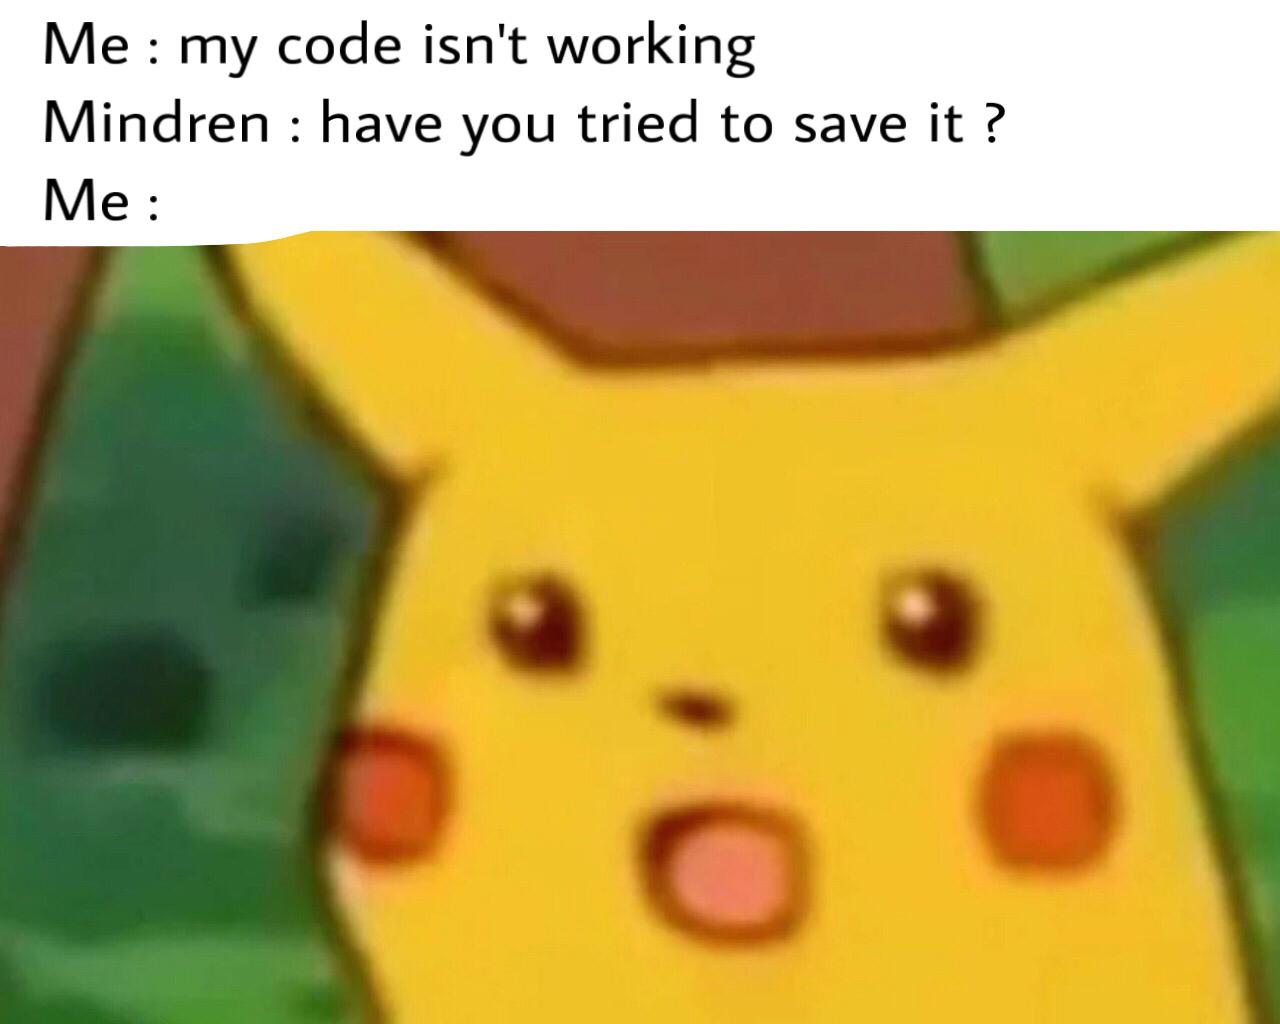 Me : my code isn't working
Mindren : have you tried to save it ?
Me :